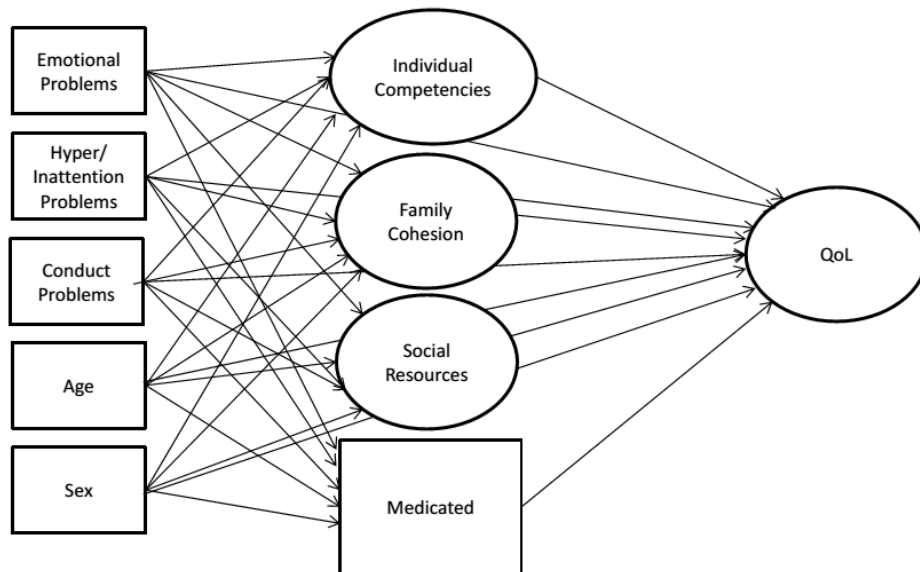 Emotional
Problems
Hyper/
Inattention
Problems
Conduct
Problems
Age
Sex
Individual
Competencies
Family
Cohesion
Social
Resources
Medicated
QoL